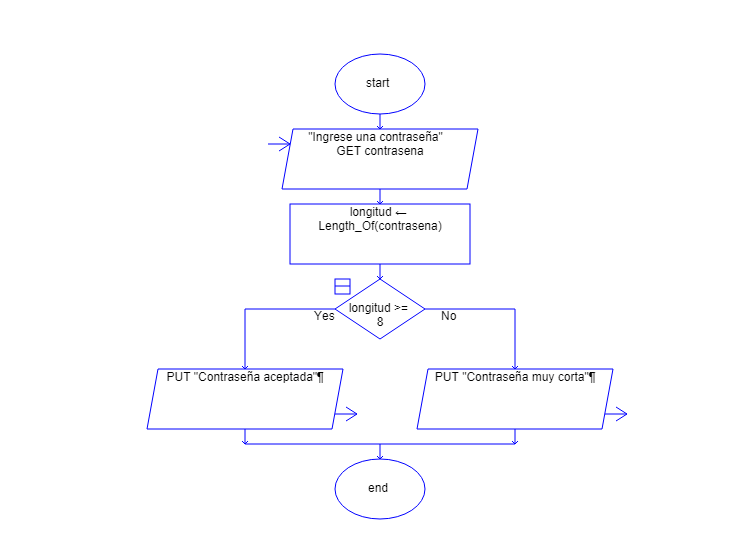 start
"Ingrese una contraseña"
GET contrasena
longitud ←
Length_Of(contrasena)
longitud >=
8
Yes
No
PUT "Contraseña aceptada"¶
PUT "Contraseña muy corta"¶
end